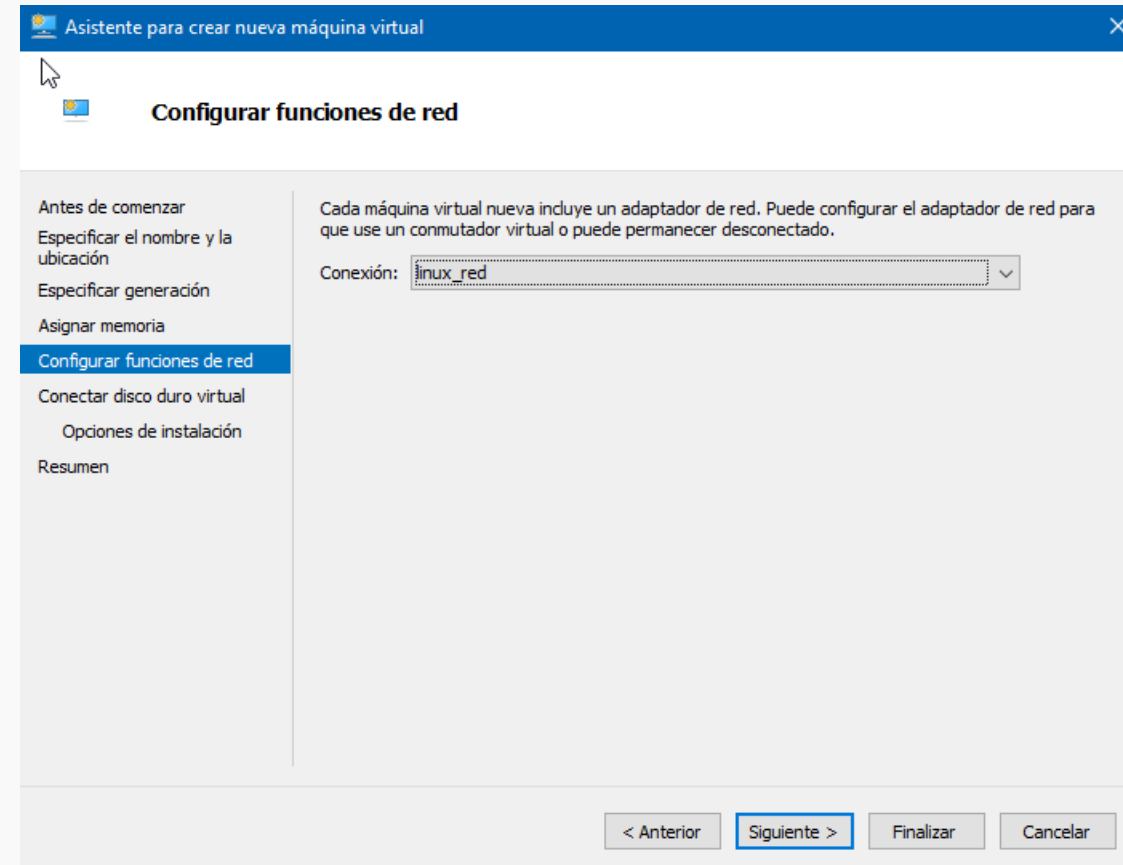 Asistente para crear nueva máquina virtual
Configurar funciones de red
Antes de comenzar
Especificar el nombre y la
ubicación
Especificar generación
Asignar memoria
Configurar funciones de red
Conectar disco duro virtual
Opciones de instalación
Resumen
Cada máquina virtual nueva incluye un adaptador de red. Puede configurar el adaptador de red para
que use un conmutador virtual o puede permanecer desconectado.
Conexión: linux_red
< Anterior Siguiente > Finalizar Cancelar